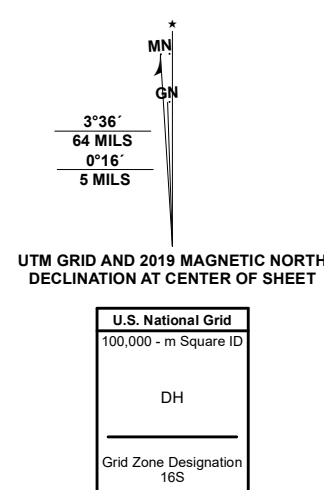 MN
GN
3°36´
64 MILS
0°16´
5 MILS
UTM GRID AND 2019 MAGNETIC NORTH
DECLINATION AT CENTER OF SHEET
U.S. National Grid
100,000 - m Square ID
DH
Grid Zone Designation
16S